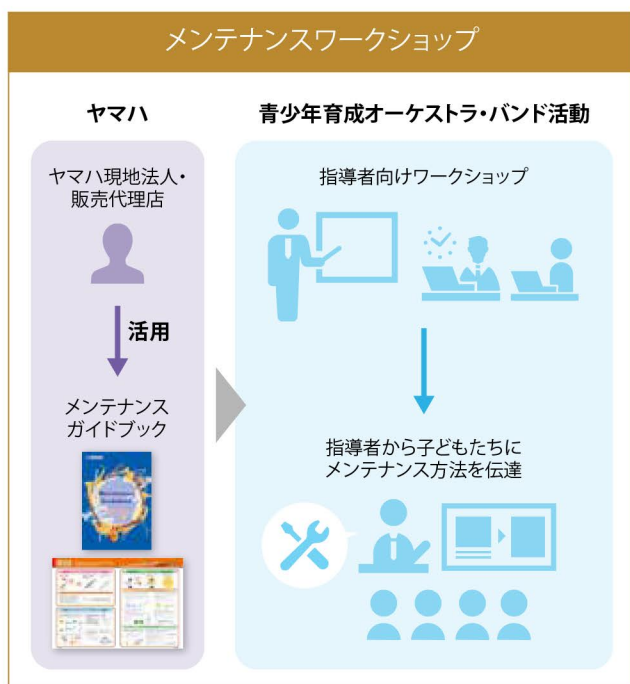 メンテナンスワークショップ
ヤマハ
ヤマハ現地法人・
販売代理店
活用
メンテナンス
ガイドブック
青少年育成オーケストラ・バンド活動
指導者向けワークショップ
指導者から子どもたちに
メンテナンス方法を伝達